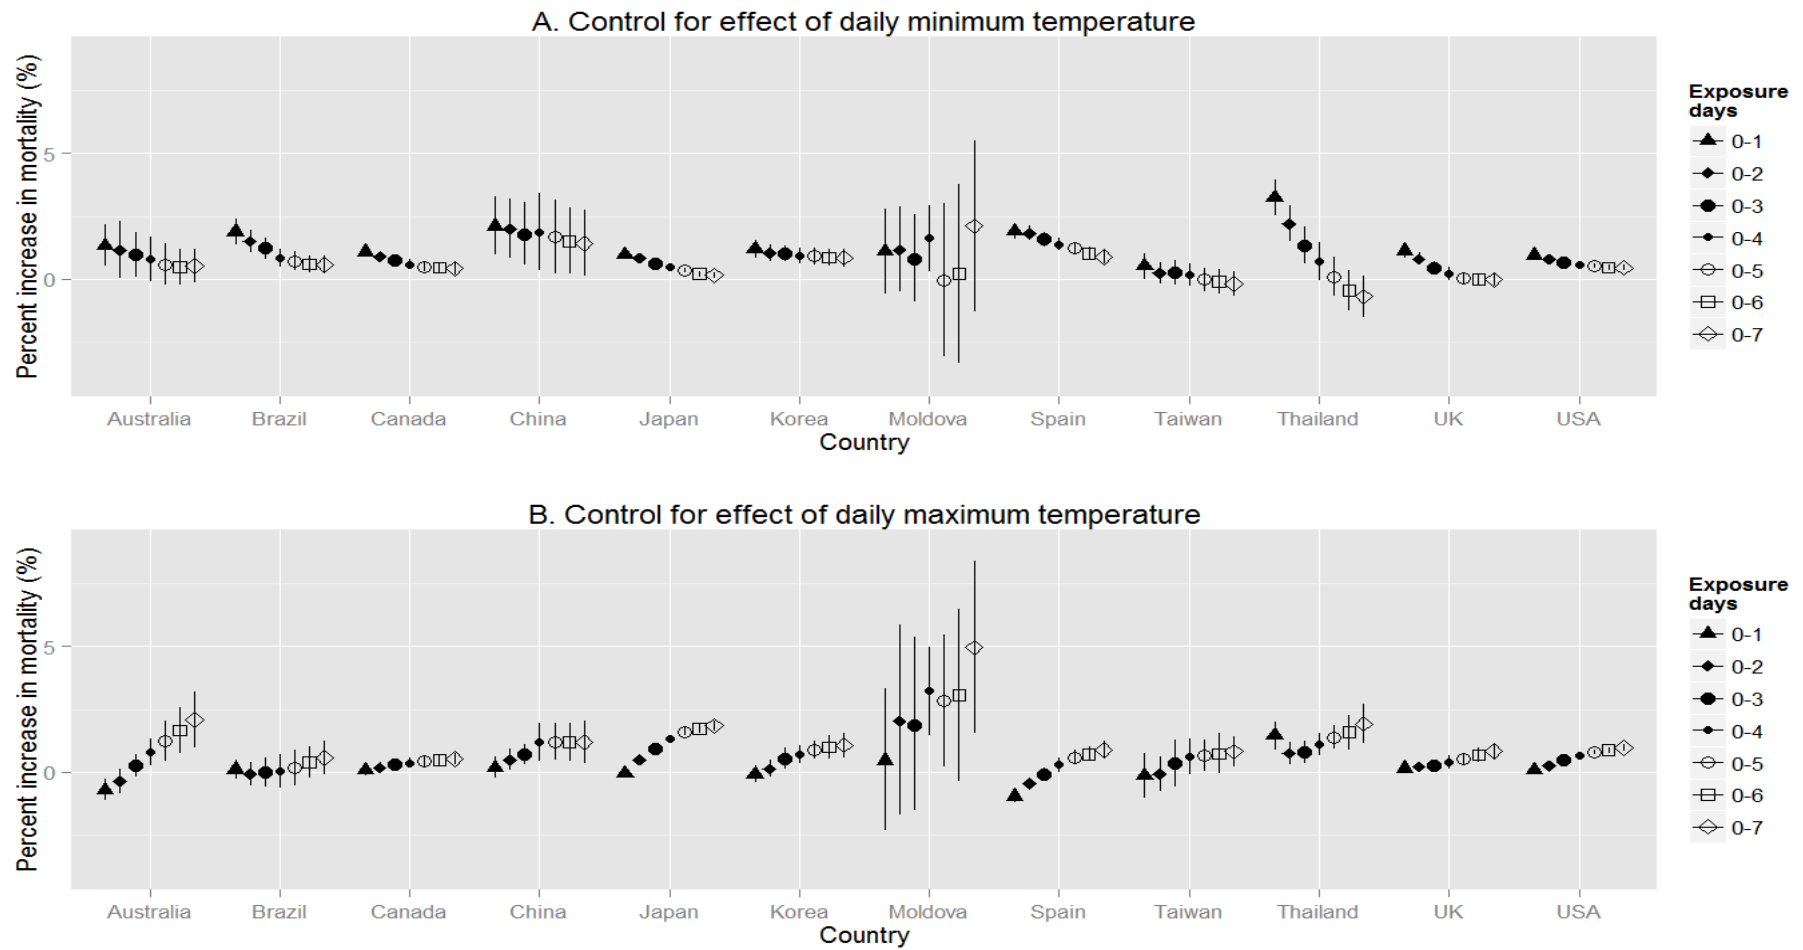 A. Control for effect of daily minimum temperature
Percent increase in mortality (%)
5
0
Australia Brazil Canada China Japan Korea Moldova Spain Taiwan Thailand UK USA
Country
Exposure
days
0-1
0-2
0-3
0-4
0-5
0-6
0-7
B. Control for effect of daily maximum temperature
Percent increase in mortality (%)
5
0
Australia Brazil Canada China Japan Korea Moldova Spain Taiwan Thailand UK USA
Country
Exposure
days
0-1
0-2
0-3
0-4
0-5
0-6
0-7